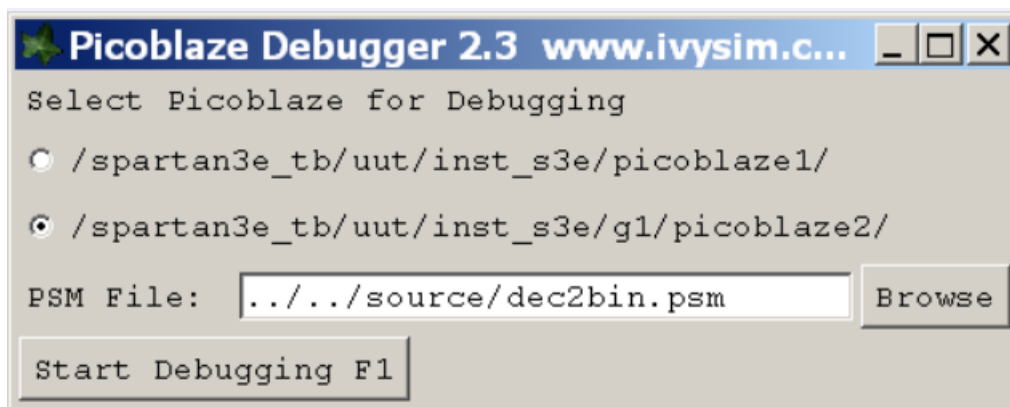 Picoblaze Debugger 2.3 www.ivysim.c...
Select Picoblaze for Debugging
/spartan3e_tb/uut/inst_s3e/picoblaze1/
/spartan3e_tb/uut/inst_s3e/g1/picoblaze2/
PSM File: ../../source/dec2bin.psm Browse
Start Debugging F1